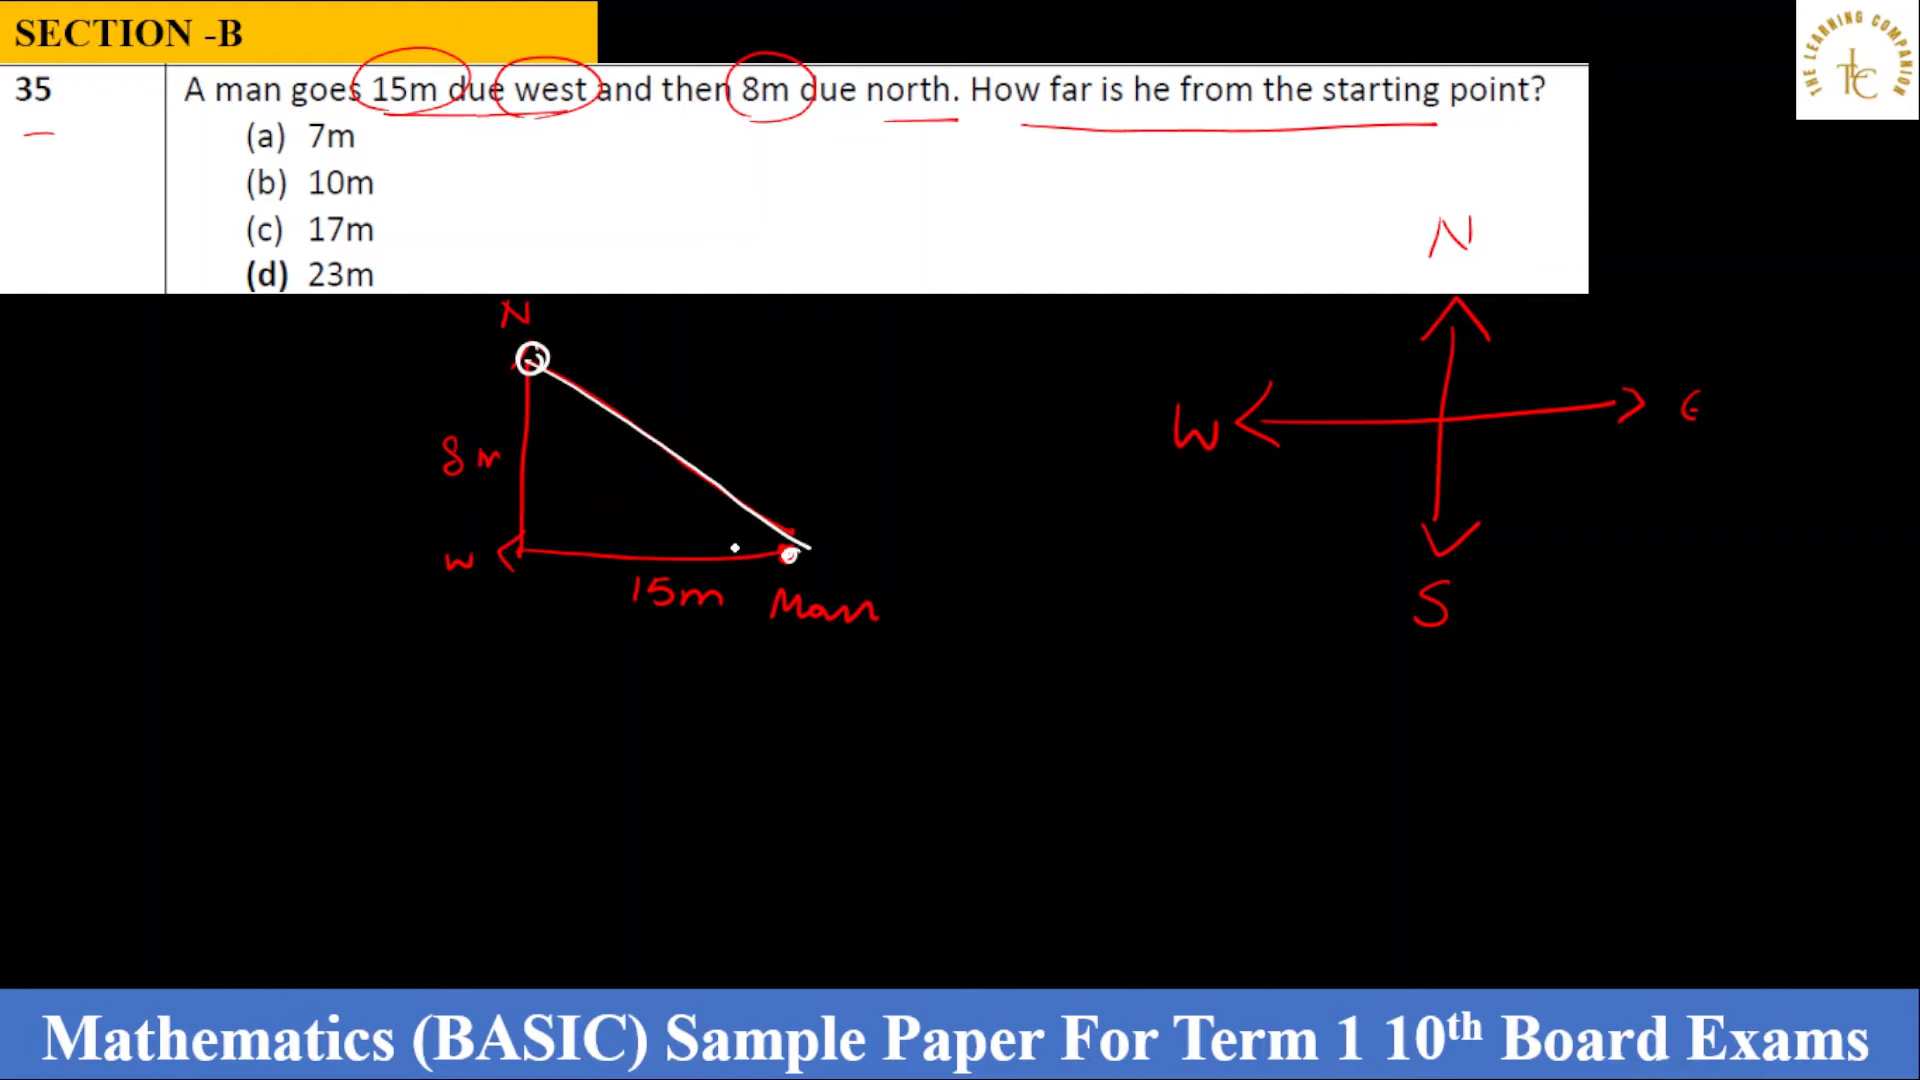 SECTION -B
THE LEARNING COMPANION
TLC
35 A man goes 15m due west and then 8m due north. How far is he from the starting point?
(a) 7m
(b) 10m
(c) 17m
(d) 23m
N
N
8m
W
E
W
15m
Man
S
Mathematics (BASIC) Sample Paper For Term 1 10th Board Exams